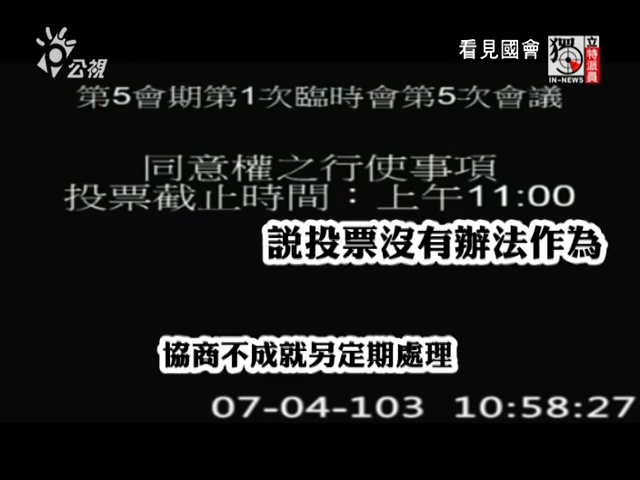 公視
看見國會
獨立特派員
IN-NEWS
第5會期第1次臨時會第5次會議
同意權之行使事項
投票截止時間：上午11:00
說投票沒有辦法作為
協商不成就另定期處理
07-04-103 10:58:27